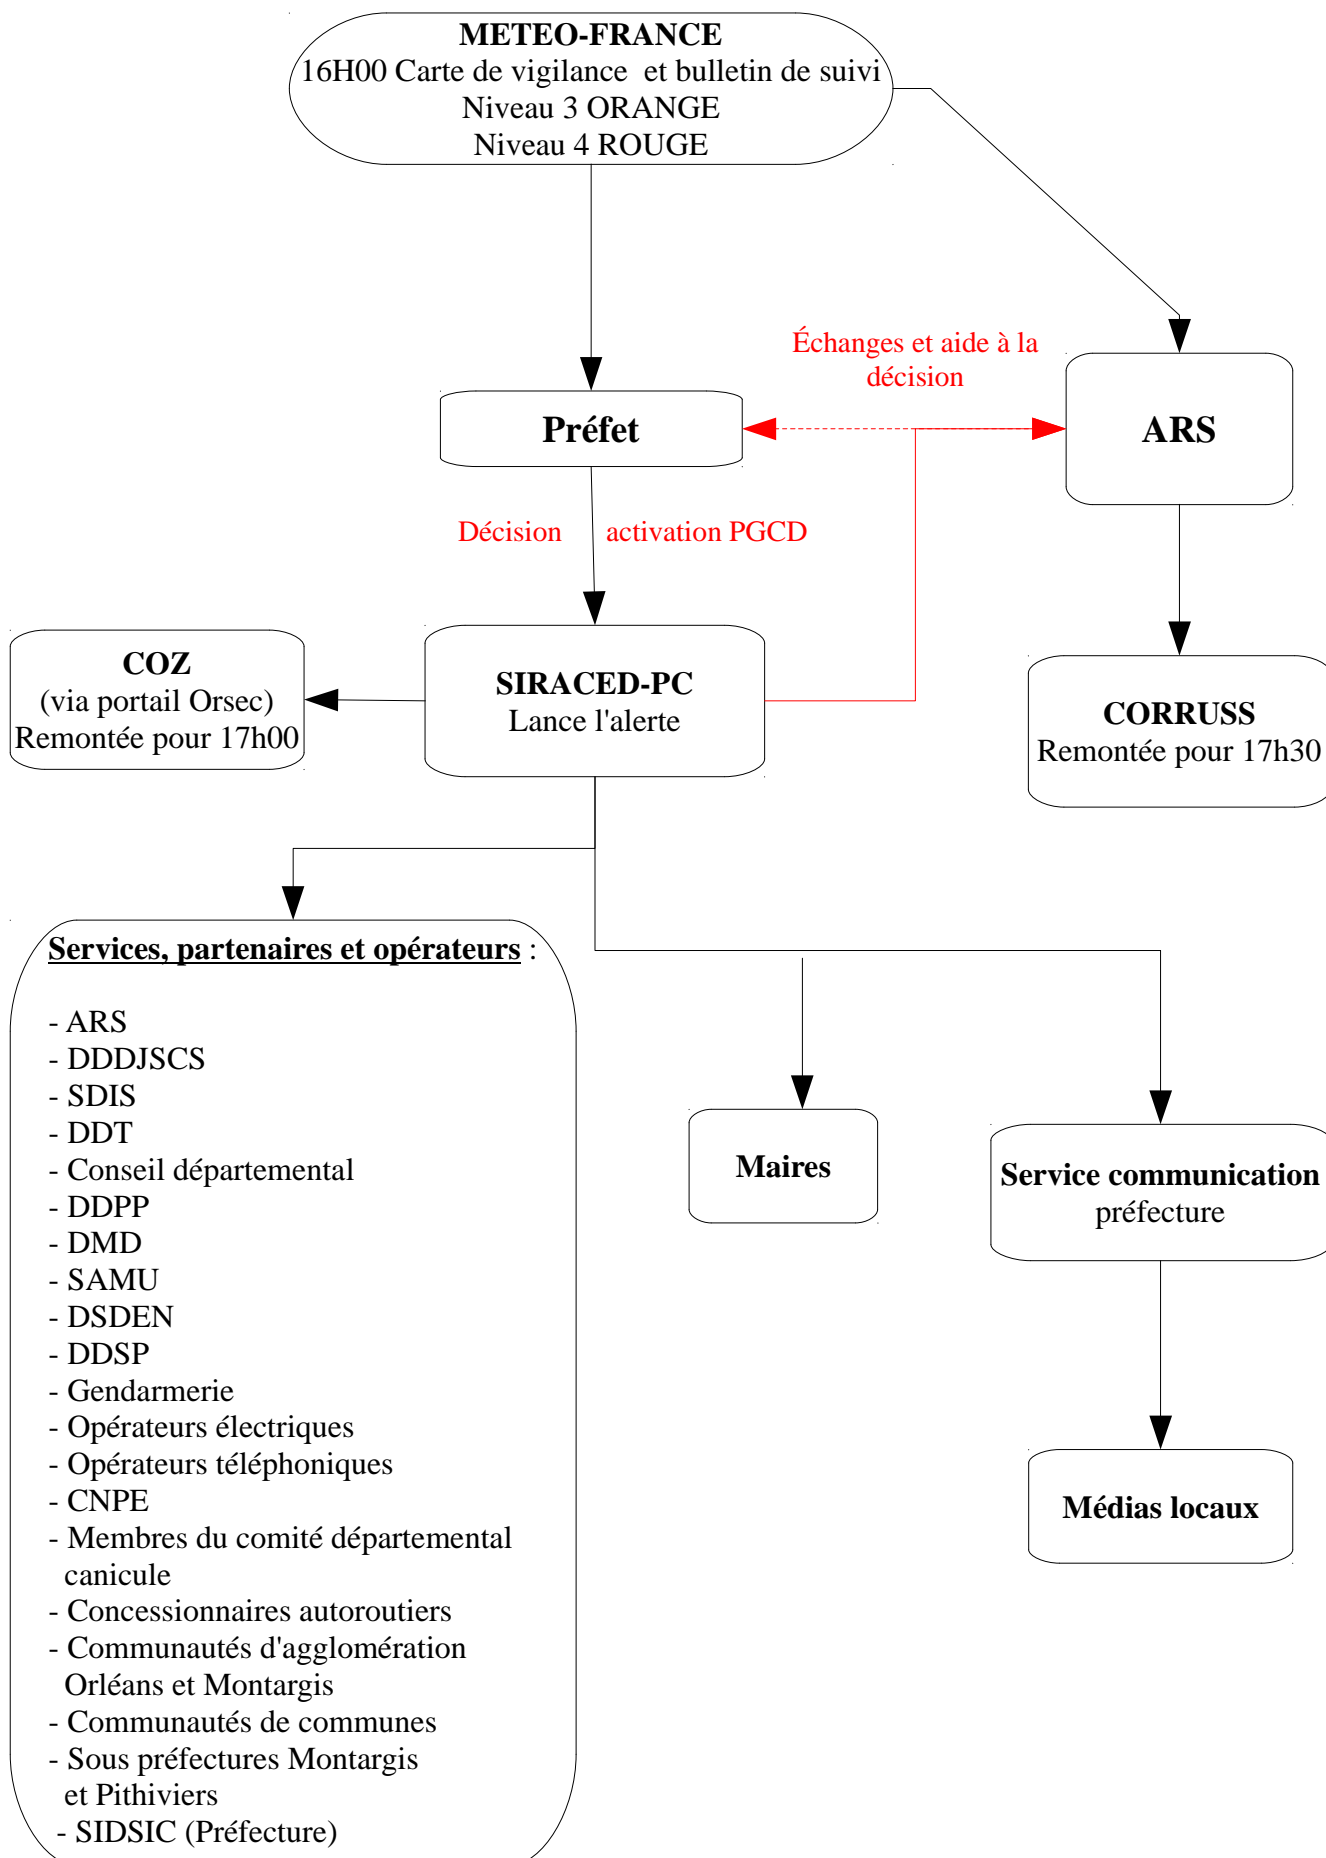 METEO-FRANCE
16H00 Carte de vigilance et bulletin de suivi
Niveau 3 ORANGE
Niveau 4 ROUGE
Échanges et aide à la
décision
Préfet
ARS
Décision activation PGCD
COZ
(via portail Orsec)
Remontée pour 17h00
SIRACED-PC
Lance l'alerte
CORRUSS
Remontée pour 17h30
Services, partenaires et opérateurs :
- ARS
- DDDJSCS
- SDIS
- DDT
- Conseil départemental
- DDPP
- DMD
- SAMU
- DSDEN
- DDSP
- Gendarmerie
- Opérateurs électriques
- Opérateurs téléphoniques
- CNPE
- Membres du comité départemental
canicule
- Concessionnaires autoroutiers
- Communautés d'agglomération
Orléans et Montargis
- Communautés de communes
- Sous préfectures Montargis
et Pithiviers
- SIDSIC (Préfecture)
Maires
Service communication
préfecture
Médias locaux